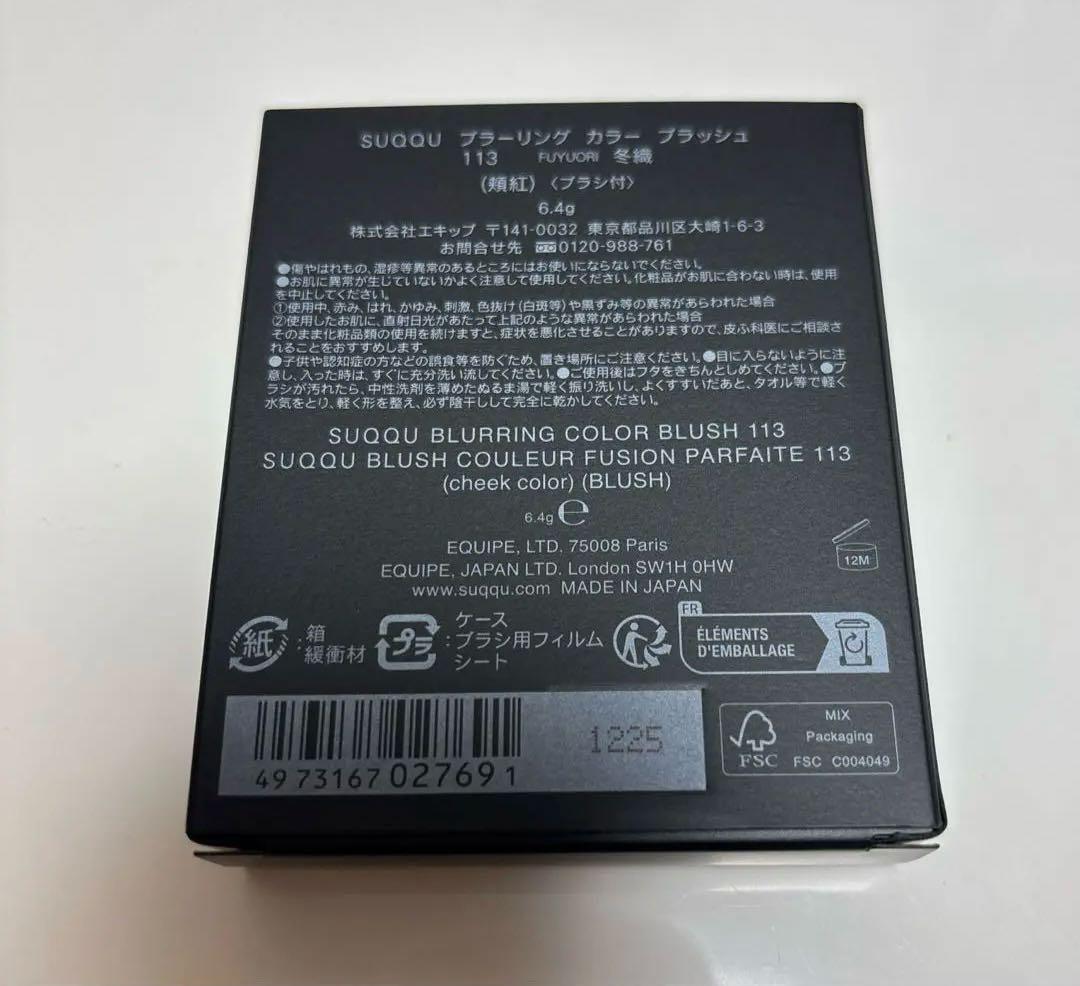 SUQQU ブラーリング カラー ブラッシュ
113 FUYUORI 冬織
(頬紅)〈ブラシ付〉
6.4g
株式会社エキップ 〒141-0032 東京都品川区大崎1-6-3
お問合せ先 0120-988-761
●傷やはれもの、湿疹等異常のあるところにはお使いにならないでください。
●お肌に異常が生じていないかよく注意して使用してください。化粧品がお肌に合わない時は、使用
を中止してください。
①使用中、赤み、はれ、かゆみ、刺激、色抜け(白斑等)や黒ずみ等の異常があらわれた場合
②使用したお肌に、直射日光があたって上記のような異常があらわれた場合
そのまま化粧品類の使用を続けますと、症状を悪化させることがありますので、皮ふ科医にご相談さ
れることをおすすめします。
●子供や認知症の方などの誤食等を防ぐため、置き場所にご注意ください。●目に入らないように注
意し、入った時は、すぐに充分洗い流してください。●ご使用後はフタをきちんとしめてください。●ブ
ラシが汚れたら、中性洗剤を薄めたぬるま湯で軽く振り洗いし、よくすすいだあと、タオル等で軽く
水気をとり、軽く形を整え、必ず陰干しして完全に乾かしてください。
SUQQU BLURRING COLOR BLUSH 113
SUQQU BLUSH COULEUR FUSION PARFAITE 113
(cheek color) (BLUSH)
6.4g ℮
EQUIPE, LTD. 75008 Paris
EQUIPE, JAPAN LTD. London SW1H 0HW
www.suqqu.com MADE IN JAPAN
12M
紙 : 箱
緩衝材
プラ : ケース
ブラシ用フィルム
シート
FR
ÉLÉMENTS
D'EMBALLAGE
4973167027691
1225
FSC
MIX
Packaging
FSC C004049